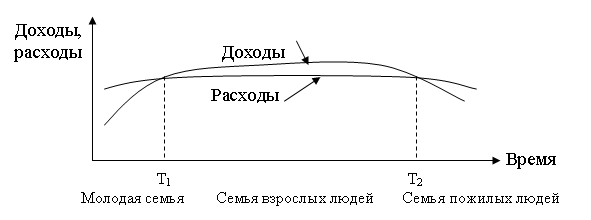 Доходы,
расходы
Доходы
Расходы
Время
T1 T2
Молодая семья Семья взрослых людей Семья пожилых людей